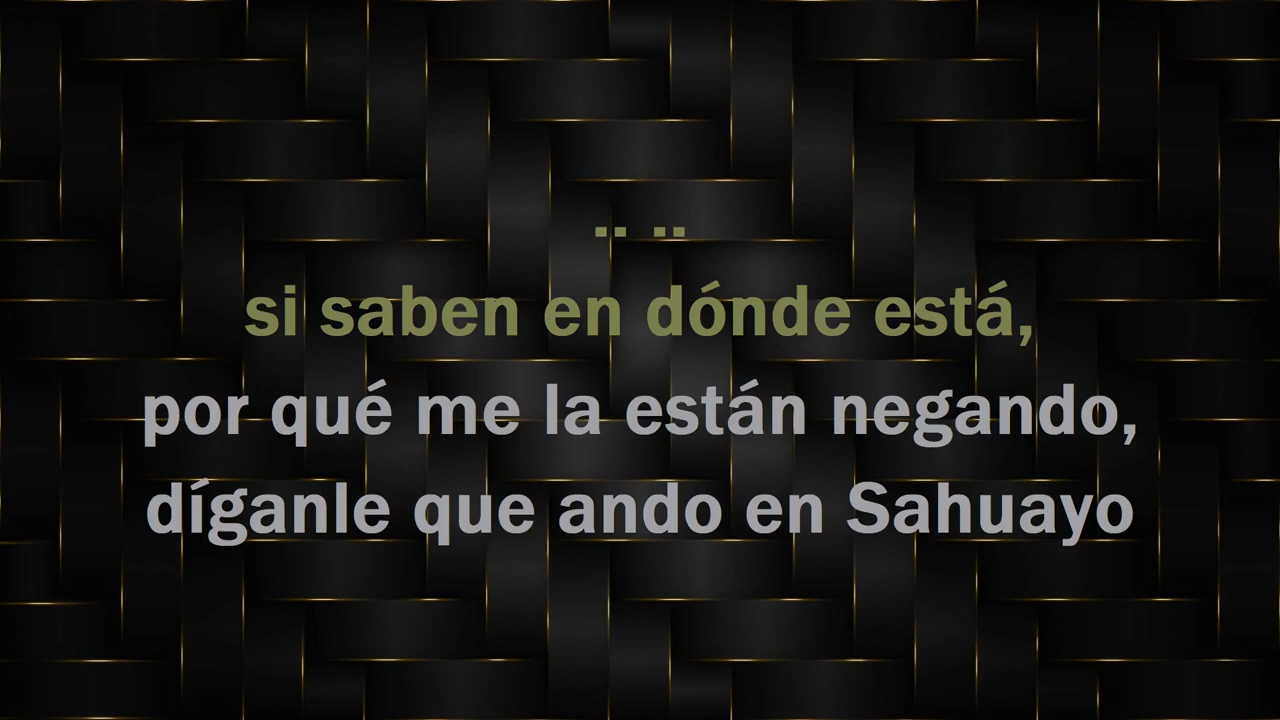 .. ..
si saben en dónde está,
por qué me la están negando,
díganle que ando en Sahuayo